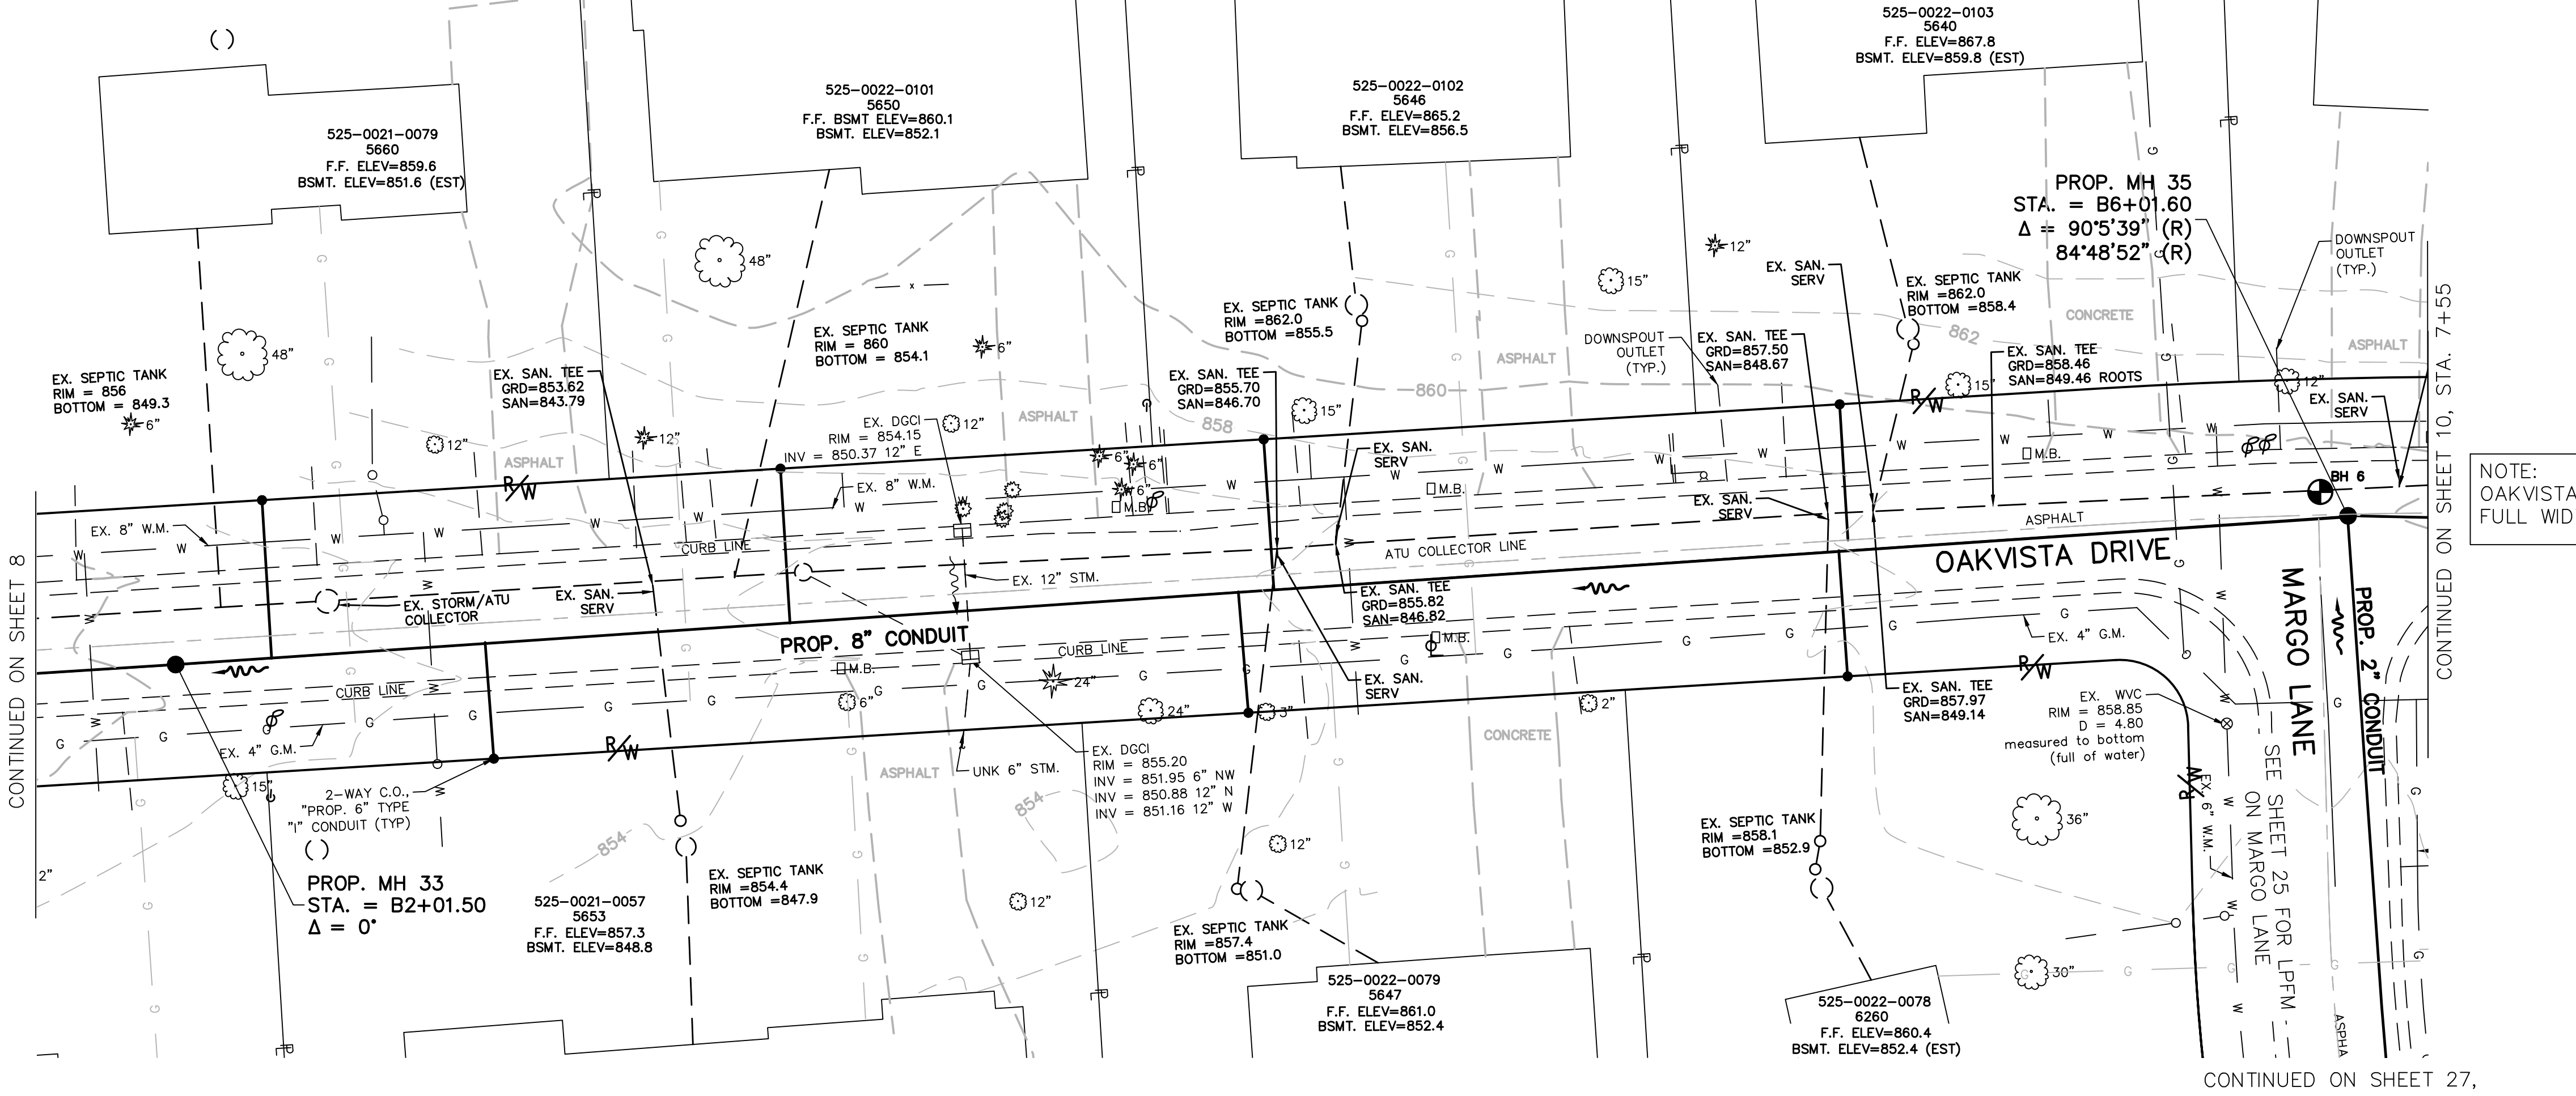 525-0021-0079
5660
F.F. ELEV=859.6
BSMT. ELEV=851.6 (EST)
525-0022-0101
5650
F.F. BSMT ELEV=860.1
BSMT. ELEV=852.1
525-0022-0102
5646
F.F. ELEV=865.2
BSMT. ELEV=856.5
525-0022-0103
5640
F.F. ELEV=867.8
BSMT. ELEV=859.8 (EST)
PROP. MH 35
STA. = B6+01.60
Δ = 90°5'39" (R)
84°48'52" (R)
DOWNSPOUT
OUTLET
(TYP.)
48"
48"
12"
15"
EX. SAN.
SERV
EX. SEPTIC TANK
RIM =862.0
BOTTOM =858.4
CONCRETE
862
ASPHALT
EX. SEPTIC TANK
RIM = 856
BOTTOM = 849.3
6"
EX. SAN. TEE
GRD=853.62
SAN=843.79
EX. SEPTIC TANK
RIM = 860
BOTTOM = 854.1
6"
EX. SEPTIC TANK
RIM =862.0
BOTTOM =855.5
ASPHALT
DOWNSPOUT
OUTLET
(TYP.)
EX. SAN. TEE
GRD=857.50
SAN=848.67
EX. SAN. TEE
GRD=858.46
SAN=849.46 ROOTS
15"
12"
EX. SAN.
SERV
EX. SAN. TEE
GRD=855.70
SAN=846.70
15"
860
858
12"
12"
ASPHALT
EX. DGCI
RIM = 854.15
INV = 850.37 12" E
12"
ASPHALT
6"
6"
6"
M.B.
R/W
R/W
EX. 8" W.M.
EX. 8" W.M.
EX. SAN.
SERV
M.B.
M.B.
EX. SAN.
SERV
BH 6
ASPHALT
CURB LINE
ATU COLLECTOR LINE
EX. 12" STM.
OAKVISTA DRIVE
EX. STORM/ATU
COLLECTOR
EX. SAN.
SERV
EX. SAN. TEE
GRD=855.82
SAN=846.82
PROP. 8" CONDUIT
CURB LINE
M.B.
M.B.
EX. 4" G.M.
CURB LINE
24"
6"
24"
3"
2"
EX. SAN.
SERV
R/W
R/W
R/W
EX. SAN. TEE
GRD=857.97
SAN=849.14
EX. WVC
RIM = 858.85
D = 4.80
measured to bottom
(full of water)
EX. 4" G.M.
15"
2-WAY C.O.,
"PROP. 6" TYPE
"I" CONDUIT (TYP)
UNK 6" STM.
EX. DGCI
RIM = 855.20
INV = 851.95 6" NW
INV = 850.88 12" N
INV = 851.16 12" W
ASPHALT
CONCRETE
854
854
12"
12"
36"
30"
2"
PROP. MH 33
STA. = B2+01.50
Δ = 0°
525-0021-0057
5653
F.F. ELEV=857.3
BSMT. ELEV=848.8
EX. SEPTIC TANK
RIM =854.4
BOTTOM =847.9
EX. SEPTIC TANK
RIM =857.4
BOTTOM =851.0
525-0022-0079
5647
F.F. ELEV=861.0
BSMT. ELEV=852.4
EX. SEPTIC TANK
RIM =858.1
BOTTOM =852.9
525-0022-0078
6260
F.F. ELEV=860.4
BSMT. ELEV=852.4 (EST)
MARGO LANE
PROP. 2" CONDUIT
EX. 6" W.M.
SEE SHEET 25 FOR LPFM
ON MARGO LANE
ASPHA
CONTINUED ON SHEET 8
CONTINUED ON SHEET 10, STA. 7+55
NOTE:
OAKVISTA
FULL WID
CONTINUED ON SHEET 27,